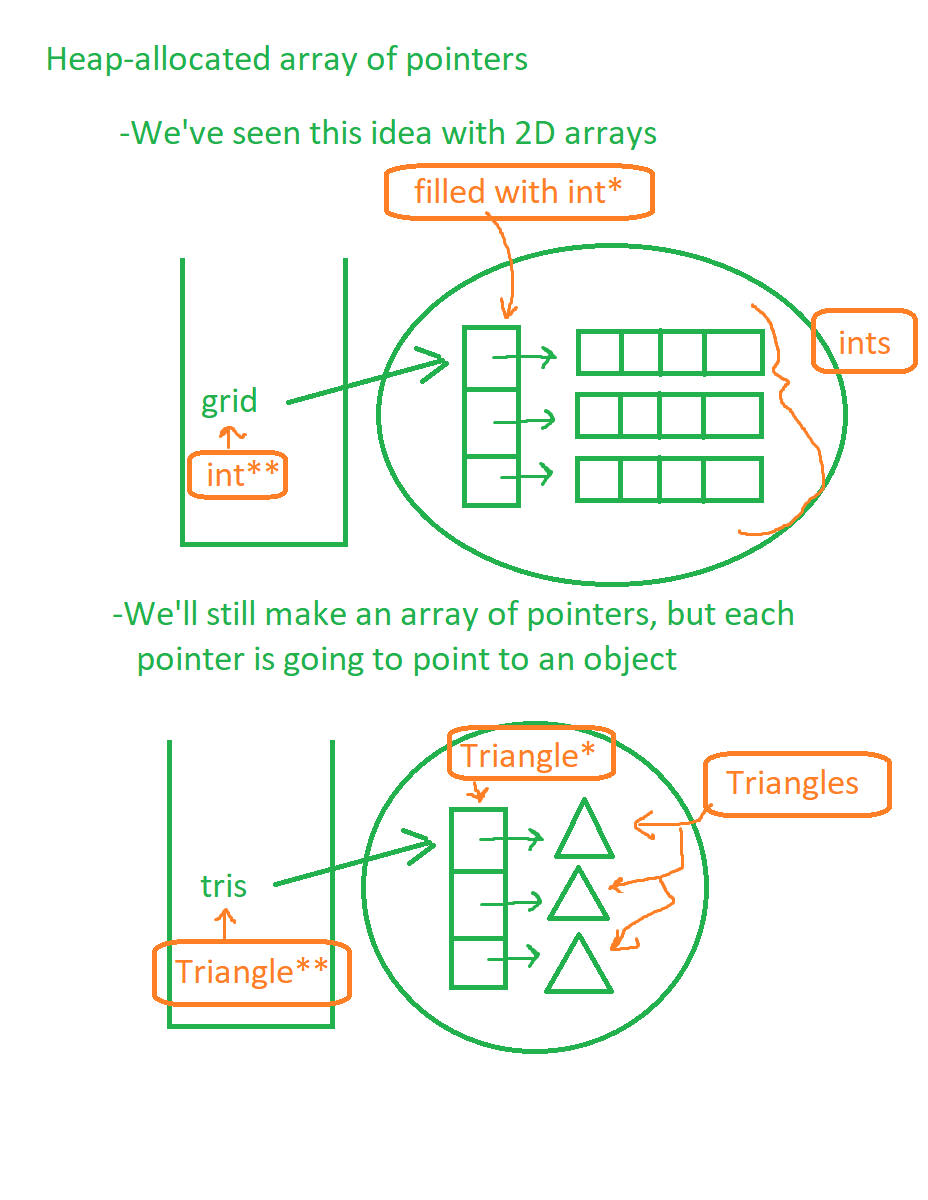 Heap-allocated array of pointers
-We've seen this idea with 2D arrays
filled with int*
ints
grid
int**
-We'll still make an array of pointers, but each
pointer is going to point to an object
Triangle*
Triangles
tris
Triangle**